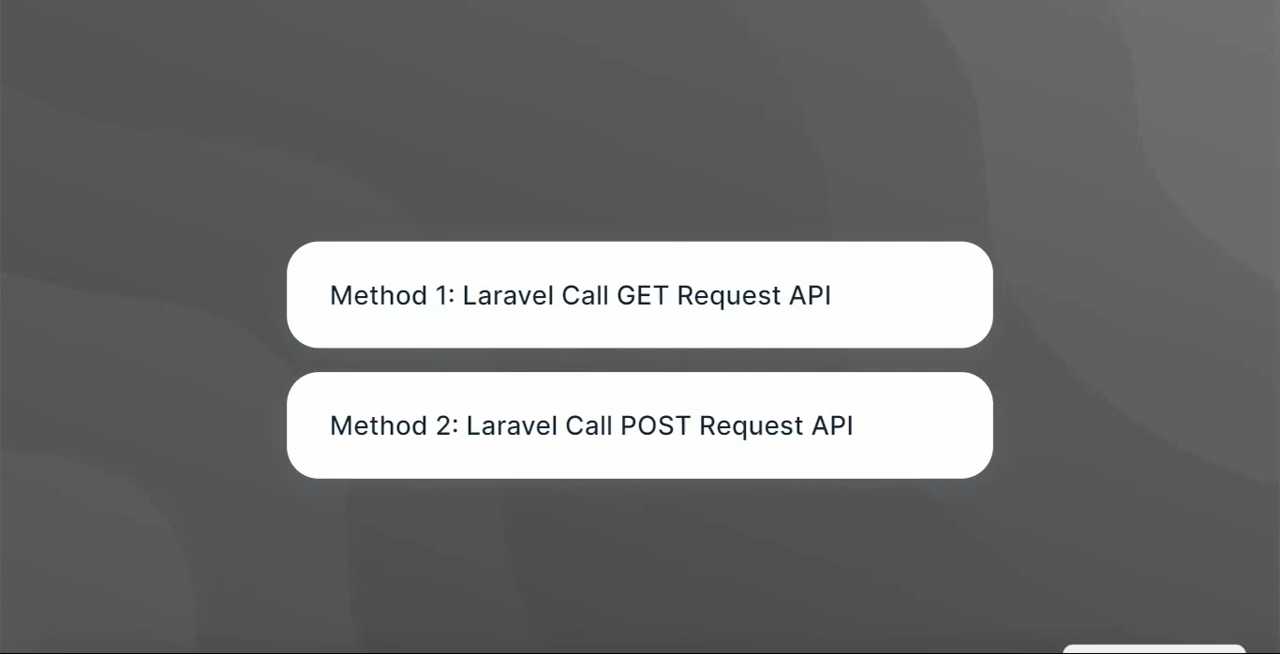 Method 1: Laravel Call GET Request API
Method 2: Laravel Call POST Request API